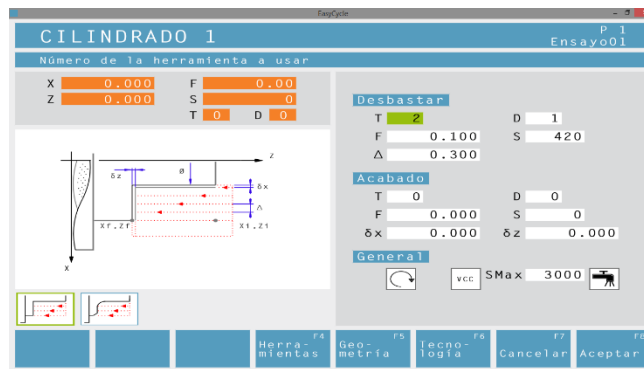 EasyCycle
CILINDRADO 1
P 1
Ensayo01
Número de la herramienta a usar
X 0.000 F 0.00
Z 0.000 S 0
T 0 D 0
Desbastar
T 2 D 1
F 0.100 S 420
Δ 0.300
Acabado
T 0 D 0
F 0.000 S 0
δx 0.000 δz 0.000
General
vcc SMax 3000
Z
δz
ø
δx
Δ
Xf.Zf
Xi.Zi
X
F4
Herra-
mientas
F5
Geo-
metría
F6
Tecno-
logía
F7
Cancelar
F8
Aceptar